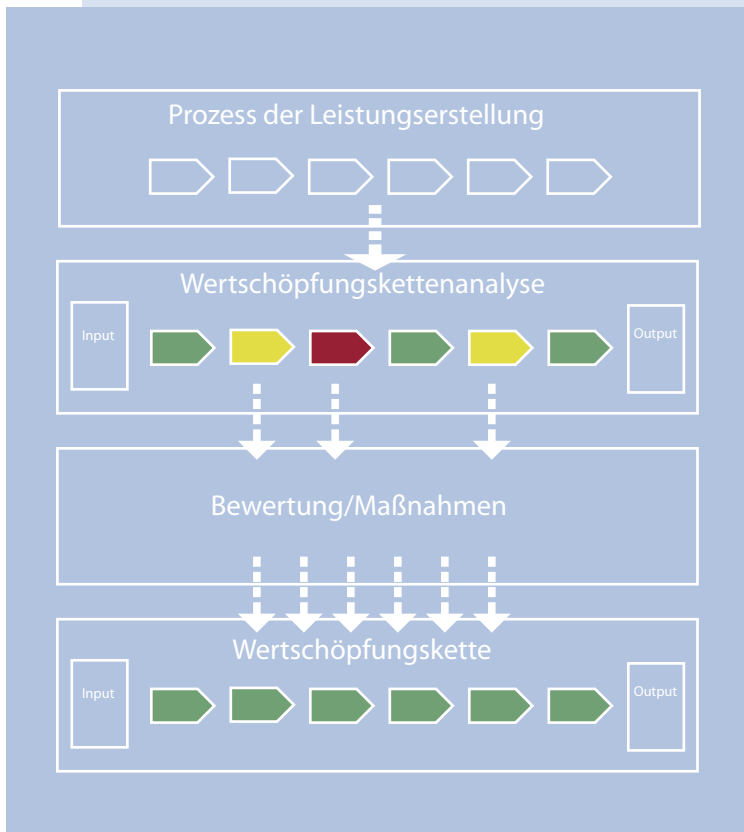 Prozess der Leistungserstellung
Wertschöpfungskettenanalyse
Input
Output
Bewertung/Maßnahmen
Wertschöpfungskette
Input
Output